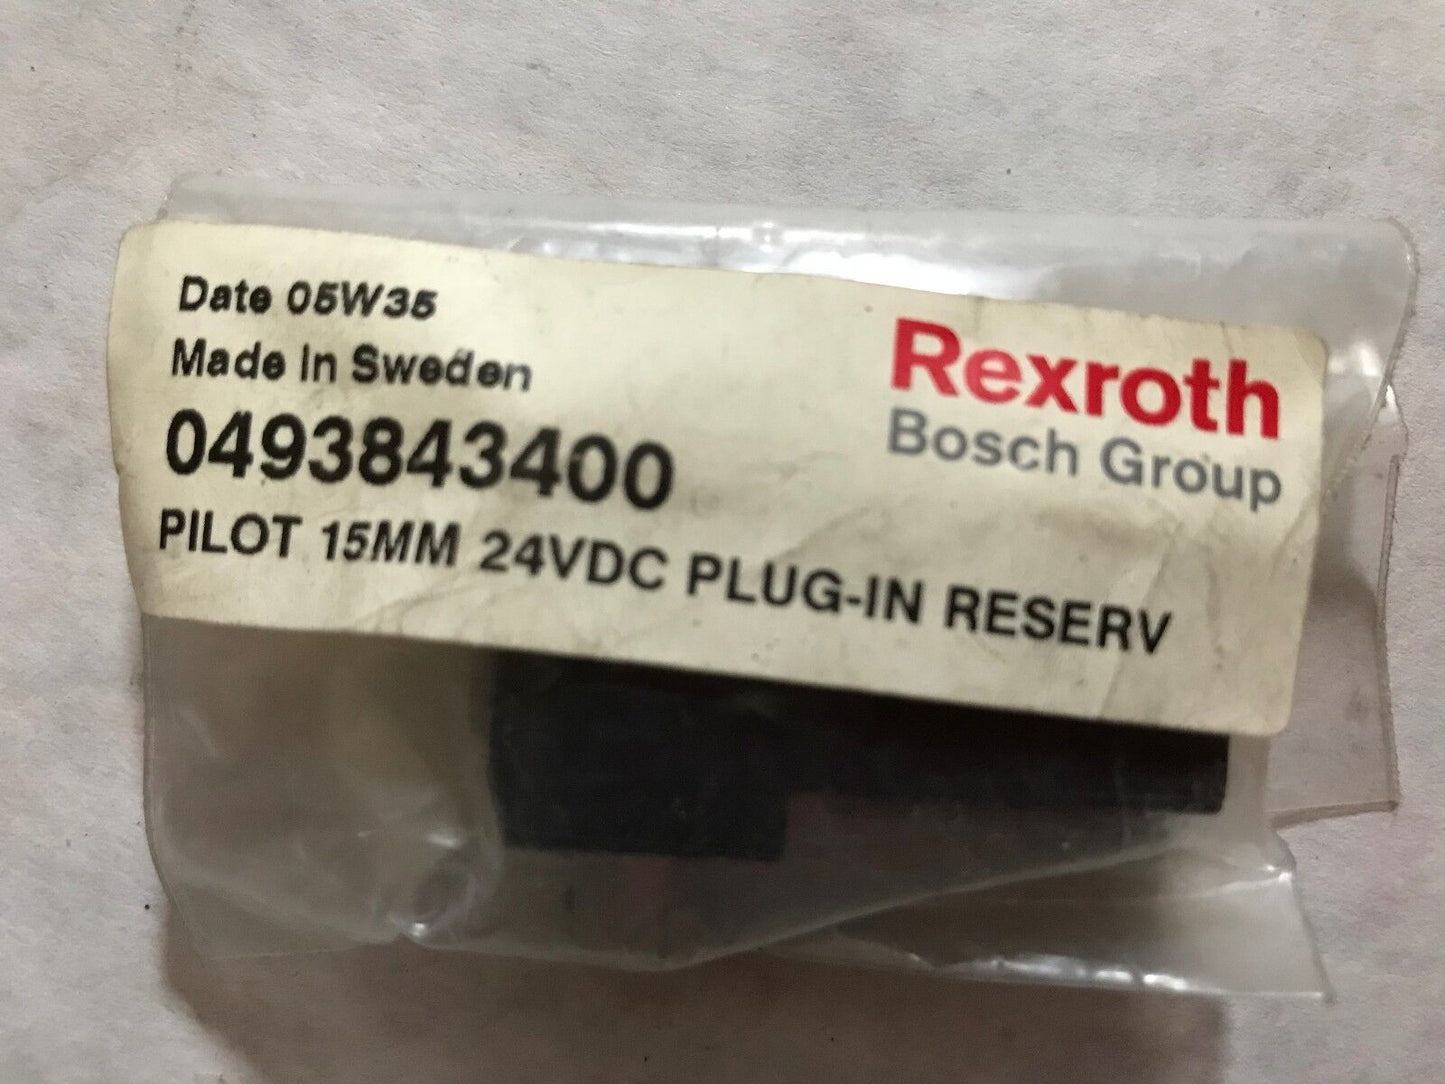 Date 05W35
Made in Sweden
0493843400
PILOT 15MM 24VDC PLUG-IN RESERV
Rexroth
Bosch Group